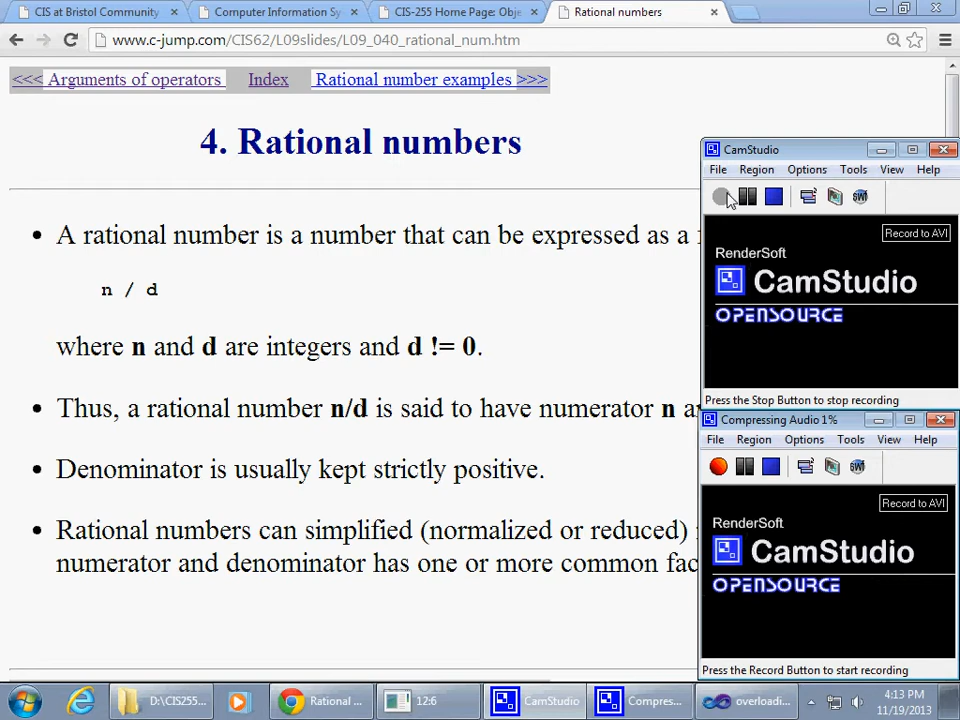 CIS at Bristol Community
Computer Information Sy
CIS-255 Home Page: Obje
Rational numbers
www.c-jump.com/CIS62/L09slides/L09_040_rational_num.htm
<<< Arguments of operators Index Rational number examples >>>
4. Rational numbers
A rational number is a number that can be expressed as a
n / d
where n and d are integers and d != 0.
Thus, a rational number n/d is said to have numerator n
Denominator is usually kept strictly positive.
Rational numbers can simplified (normalized or reduced)
numerator and denominator has one or more common fac
CamStudio
File Region Options Tools View Help
Record to AVI
RenderSoft
CamStudio
OPENSOURCE
Press the Stop Button to stop recording
Compressing Audio 1%
File Region Options Tools View Help
Record to AVI
RenderSoft
CamStudio
OPENSOURCE
Press the Record Button to start recording
D:\CIS255...
Rational ...
12:6
CamStudio
Compres...
overloadi...
4:13 PM
11/19/2013